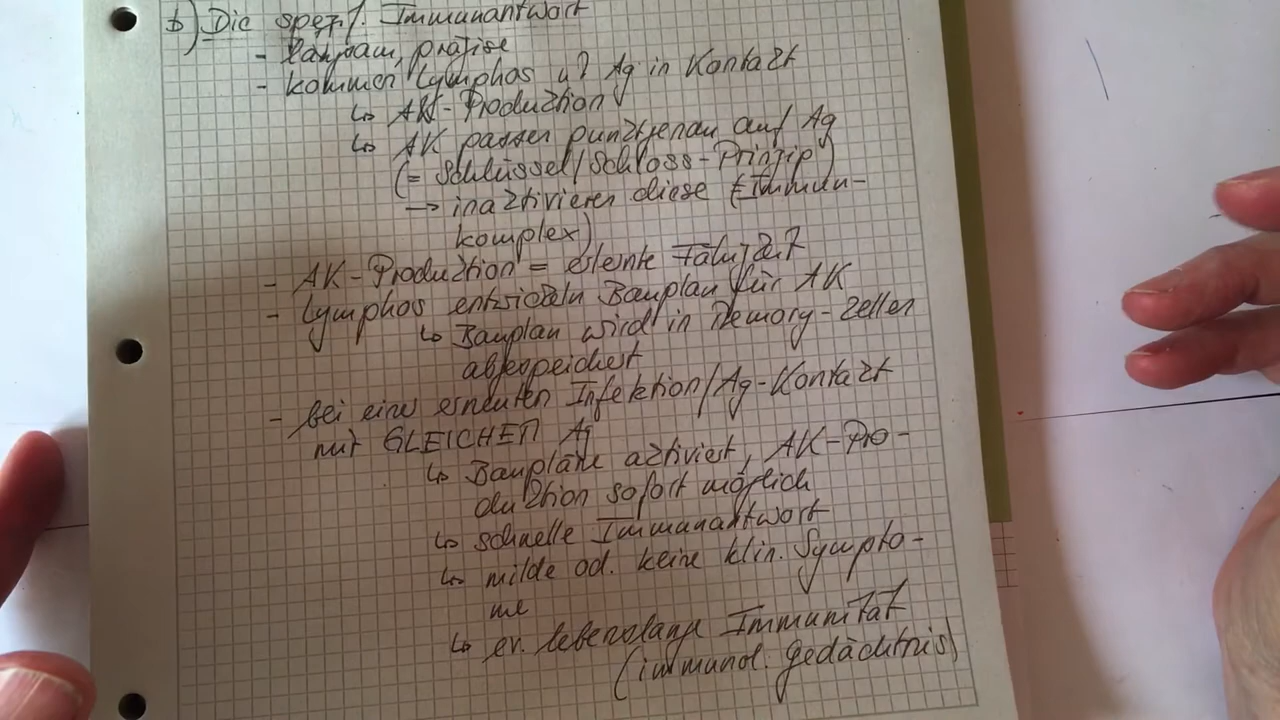 b) Die spezif. Immunantwort
- langsam, präzise
- kommen Lymphos u. Ag in Kontakt
↳ AK-Produktion
↳ AK passen punktgenau auf Ag
(= Schlüssel/Schloss-Prinzip)
→ inaktivieren diese (Immun-
komplex)
- AK-Produktion = erlernte Fähigkeit
- Lymphos entwickeln Bauplan für AK
↳ Bauplan wird in Memory-Zellen
abgespeichert
- bei einer erneuten Infektion/Ag-Kontakt
mit GLEICHEN Ag
↳ Baupläne aktiviert, AK-Pro-
duktion sofort möglich
↳ schnelle Immunantwort
↳ milde od. keine klin. Sympto-
me
↳ ev. lebenslange Immunität
(immunol. Gedächtnis)